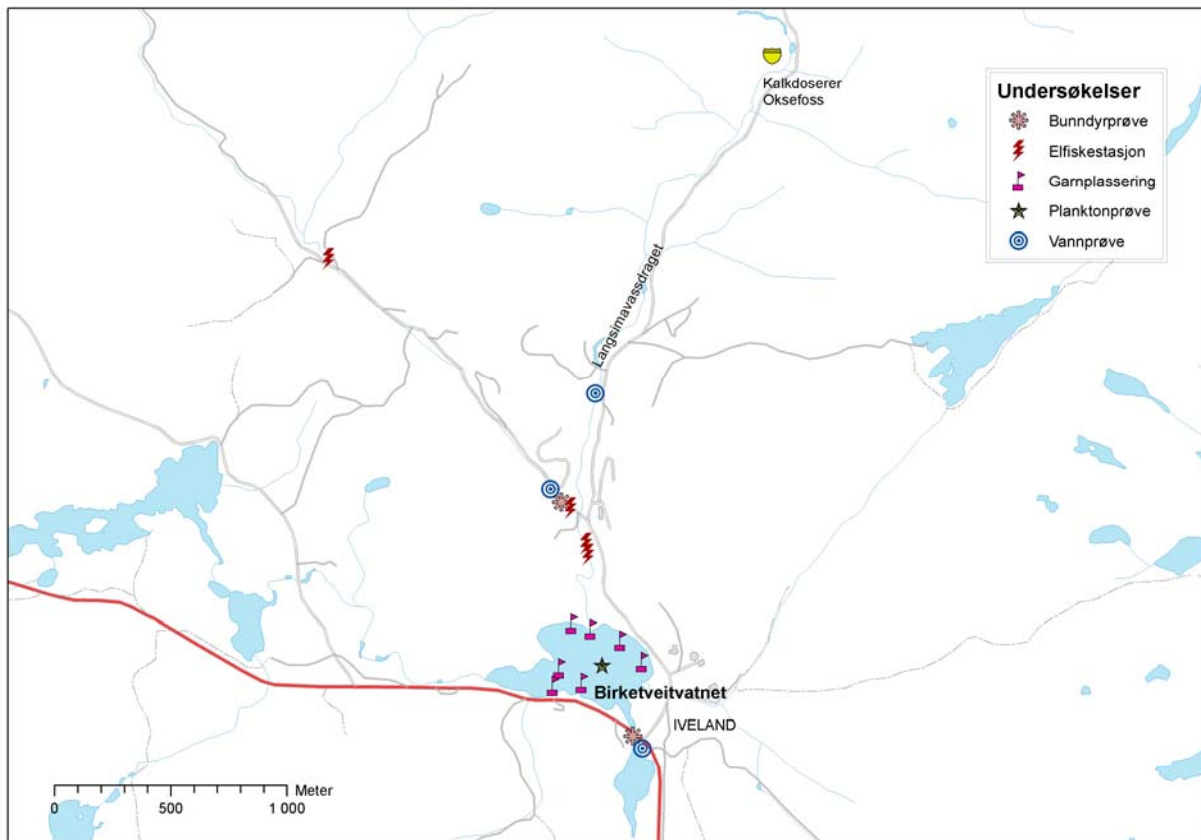 Kalkdoserer
Oksefoss
Undersøkelser
Bunndyrprøve
Elfiskestasjon
Garnplassering
Planktonprøve
Vannprøve
Langsimavassdraget
Birketveitvatnet
IVELAND
Meter
0 500 1 000